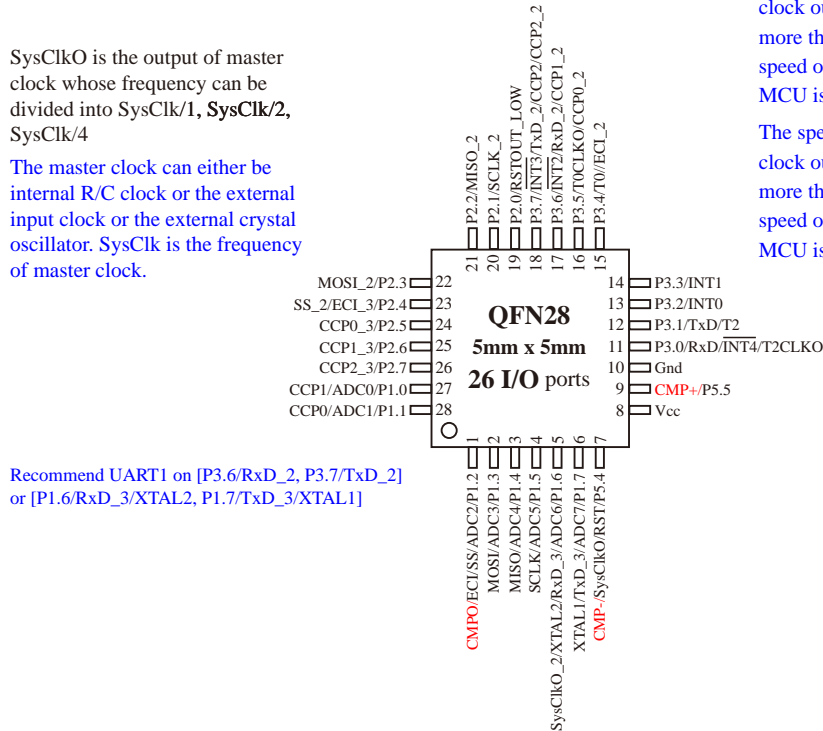 SysClkO is the output of master
clock whose frequency can be
divided into SysClk/1, SysClk/2,
SysClk/4
The master clock can either be
internal R/C clock or the external
input clock or the external crystal
oscillator. SysClk is the frequency
of master clock.
clock ou
more th
speed o
MCU is
The spe
clock ou
more th
speed o
MCU is
P2.2/MISO_2
P2.1/SCLK_2
P2.0/RSTOUT_LOW
P3.7/INT3/TxD_2/CCP2/CCP2_2
P3.6/INT2/RxD_2/CCP1_2
P3.5/T0CLKO/CCP0_2
P3.4/T0//ECI_2
21
20
19
18
17
16
15
MOSI_2/P2.3 22
SS_2/ECI_3/P2.4 23
CCP0_3/P2.5 24
CCP1_3/P2.6 25
CCP2_3/P2.7 26
CCP1/ADC0/P1.0 27
CCP0/ADC1/P1.1 28
QFN28
5mm x 5mm
26 I/O ports
14 P3.3/INT1
13 P3.2/INT0
12 P3.1/TxD/T2
11 P3.0/RxD/INT4/T2CLKO
10 Gnd
9 CMP+/P5.5
8 Vcc
1
2
3
4
5
6
7
CMPO/ECI/SS/ADC2/P1.2
MOSI/ADC3/P1.3
MISO/ADC4/P1.4
SCLK/ADC5/P1.5
SysClkO_2/XTAL2/RxD_3/ADC6/P1.6
XTAL1/TxD_3/ADC7/P1.7
CMP-/SysClkO/RST/P5.4
Recommend UART1 on [P3.6/RxD_2, P3.7/TxD_2]
or [P1.6/RxD_3/XTAL2, P1.7/TxD_3/XTAL1]